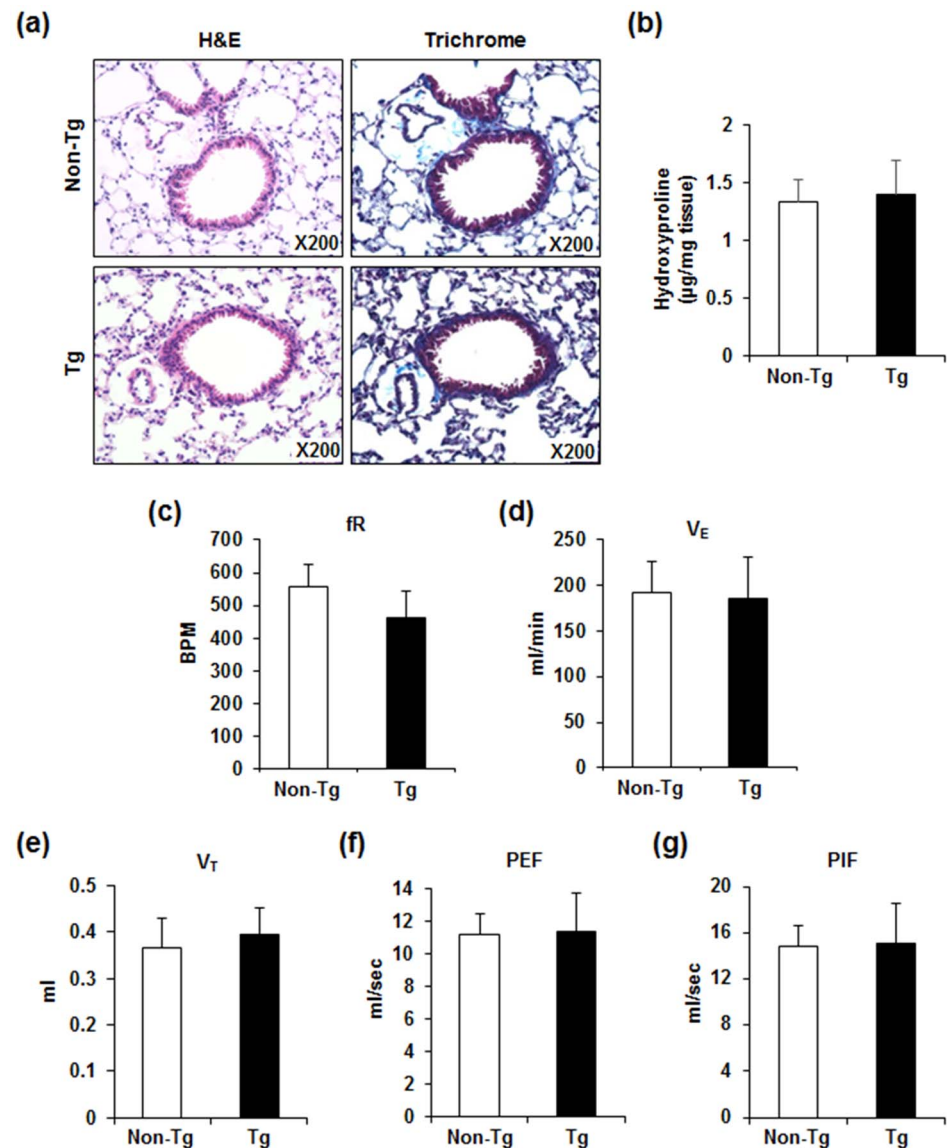 (a)
H&E
Trichrome
Non-Tg
X200
X200
Tg
X200
X200
(b)
Hydroxyproline
(µg/mg tissue)
2
1.5
1
0.5
0
Non-Tg
Tg
(c)
fR
BPM
700
600
500
400
300
200
100
0
Non-Tg
Tg
(d)
VE
ml/min
250
200
150
100
50
0
Non-Tg
Tg
(e)
VT
ml
0.5
0.4
0.3
0.2
0.1
0
Non-Tg
Tg
(f)
PEF
ml/sec
14
12
10
8
6
4
2
0
Non-Tg
Tg
(g)
PIF
ml/sec
20
16
12
8
4
0
Non-Tg
Tg